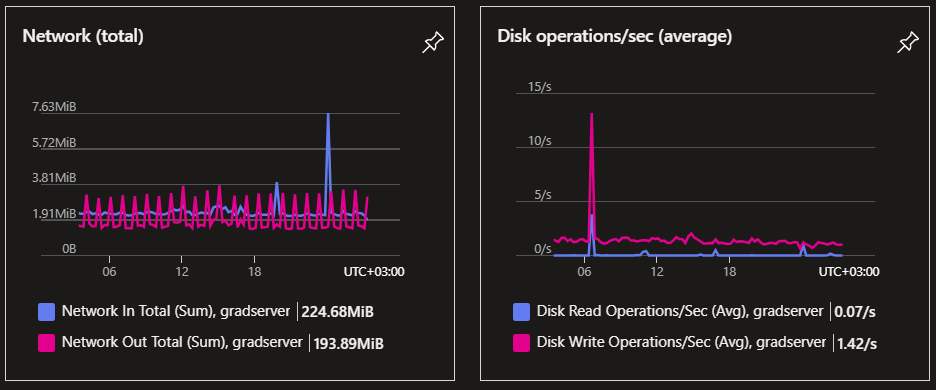 Network (total)
7.63MiB
5.72MiB
3.81MiB
1.91MiB
0B
06 12 18 UTC+03:00
Network In Total (Sum), gradserver 224.68MiB
Network Out Total (Sum), gradserver 193.89MiB
Disk operations/sec (average)
15/s
10/s
5/s
0/s
06 12 18 UTC+03:00
Disk Read Operations/Sec (Avg), gradserver 0.07/s
Disk Write Operations/Sec (Avg), gradserver 1.42/s